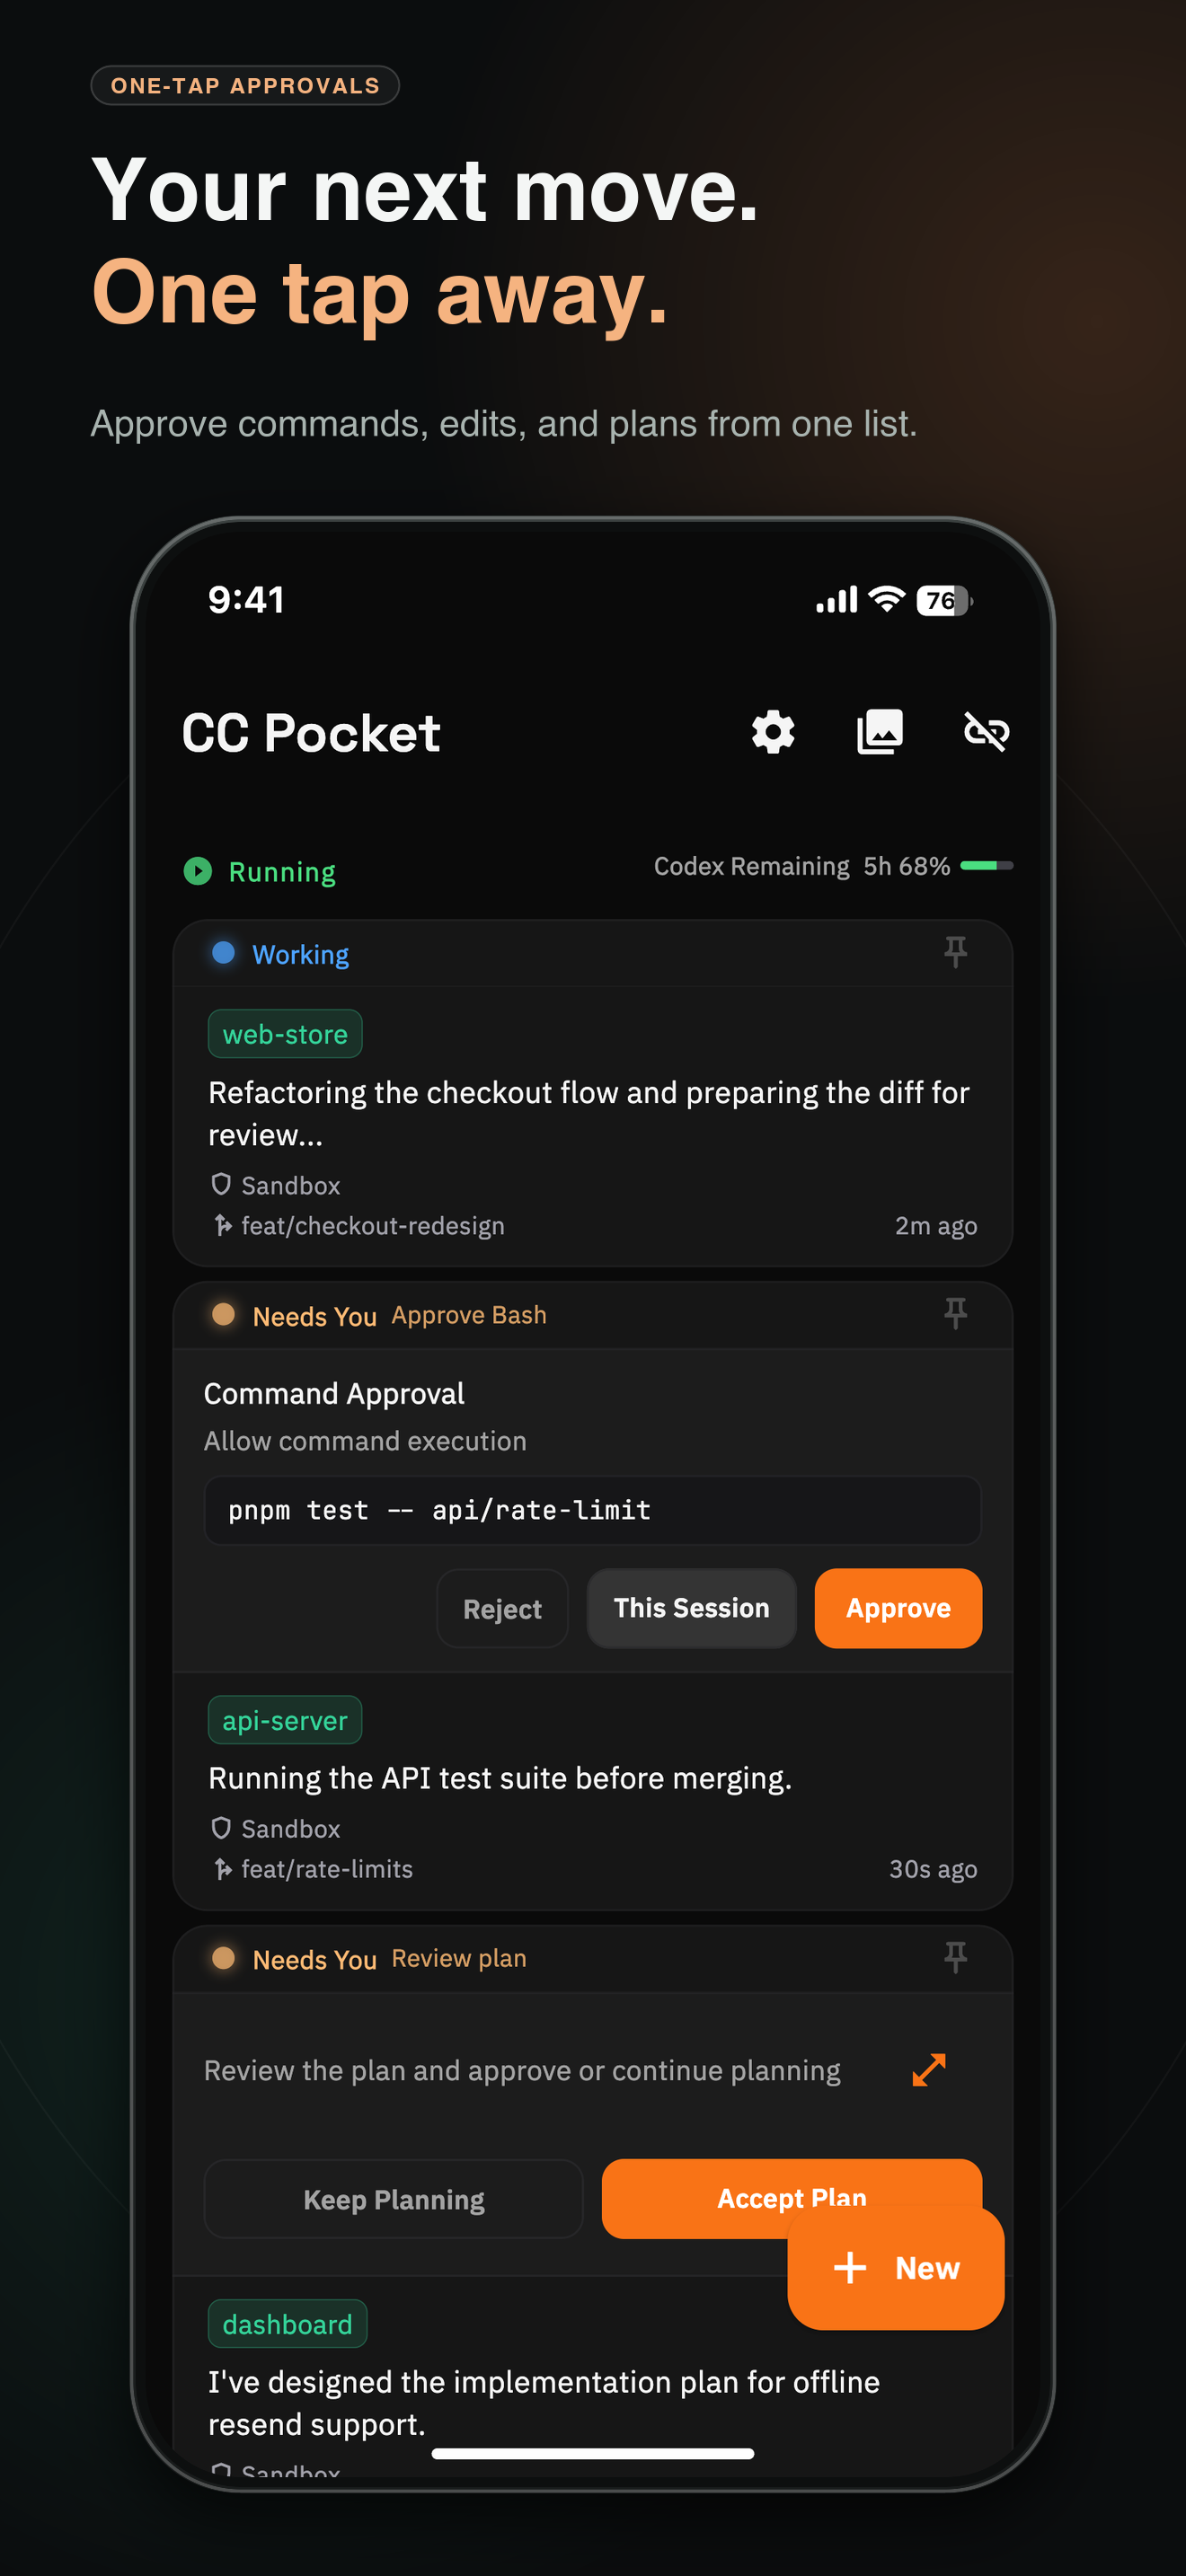 ONE-TAP APPROVALS
Your next move.
One tap away.
Approve commands, edits, and plans from one list.
9:41
76
CC Pocket
Running
Codex Remaining 5h 68%
Working
web-store
Refactoring the checkout flow and preparing the diff for
review...
Sandbox
feat/checkout-redesign
2m ago
Needs You Approve Bash
Command Approval
Allow command execution
pnpm test -- api/rate-limit
Reject
This Session
Approve
api-server
Running the API test suite before merging.
Sandbox
feat/rate-limits
30s ago
Needs You Review plan
Review the plan and approve or continue planning
Keep Planning
Accept Plan
New
dashboard
I've designed the implementation plan for offline
resend support.
Sandbox